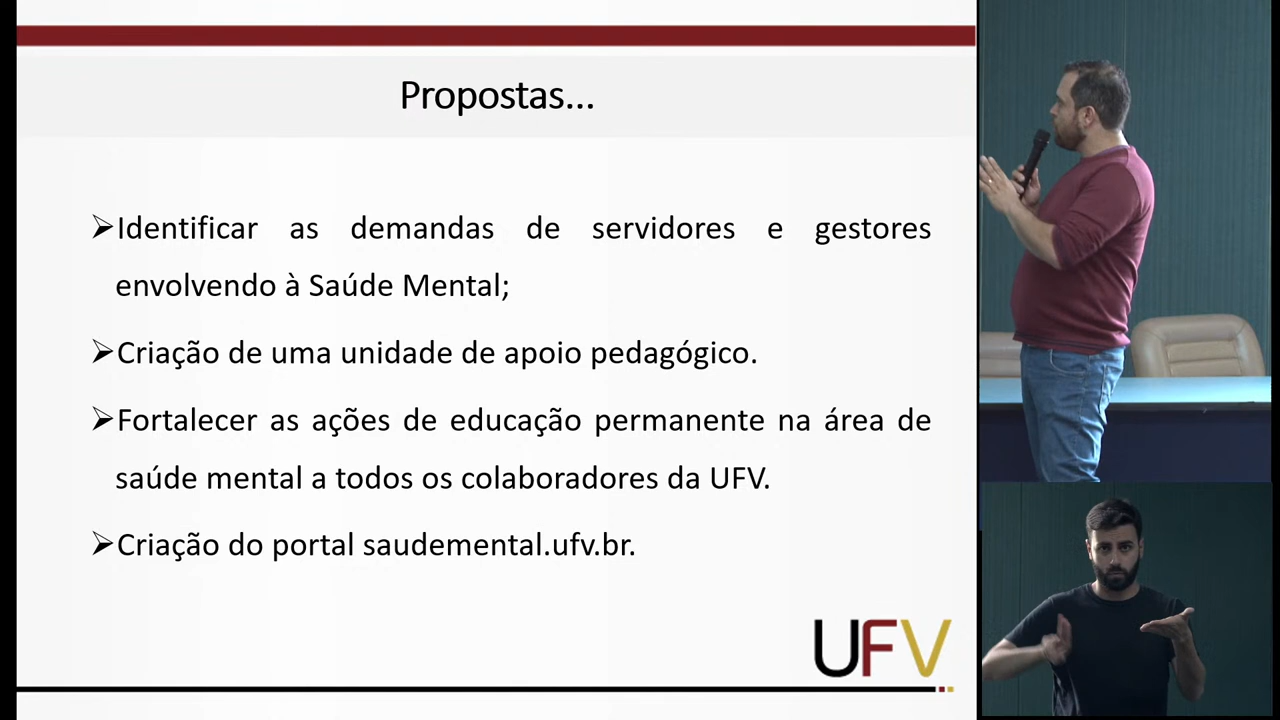 Propostas...
➢Identificar as demandas de servidores e gestores
envolvendo à Saúde Mental;
➢Criação de uma unidade de apoio pedagógico.
➢Fortalecer as ações de educação permanente na área de
saúde mental a todos os colaboradores da UFV.
➢Criação do portal saudemental.ufv.br.
UFV